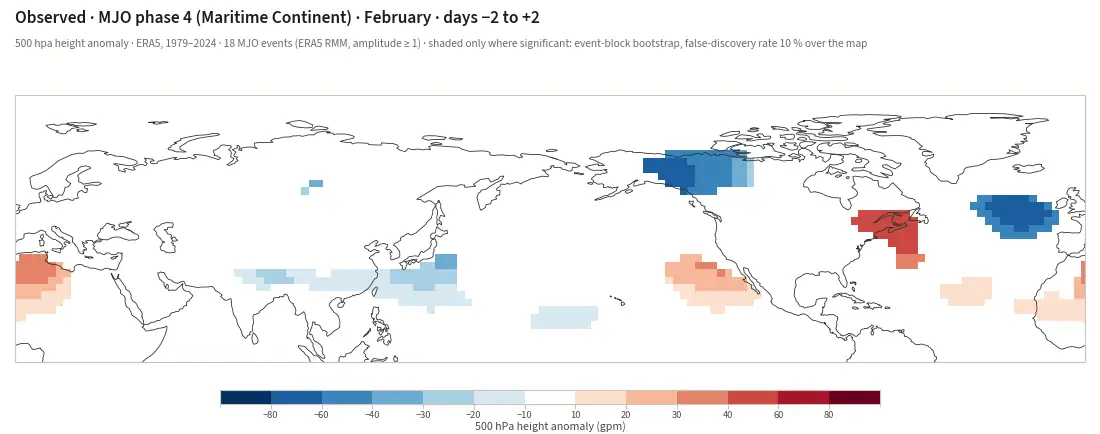 Observed · MJO phase 4 (Maritime Continent) · February · days −2 to +2
500 hpa height anomaly · ERA5, 1979–2024 · 18 MJO events (ERA5 RMM, amplitude ≥ 1) · shaded only where significant: event-block bootstrap, false-discovery rate 10 % over the map
−80 −60 −40 −30 −20 −10 10 20 30 40 60 80
500 hpa height anomaly (gpm)